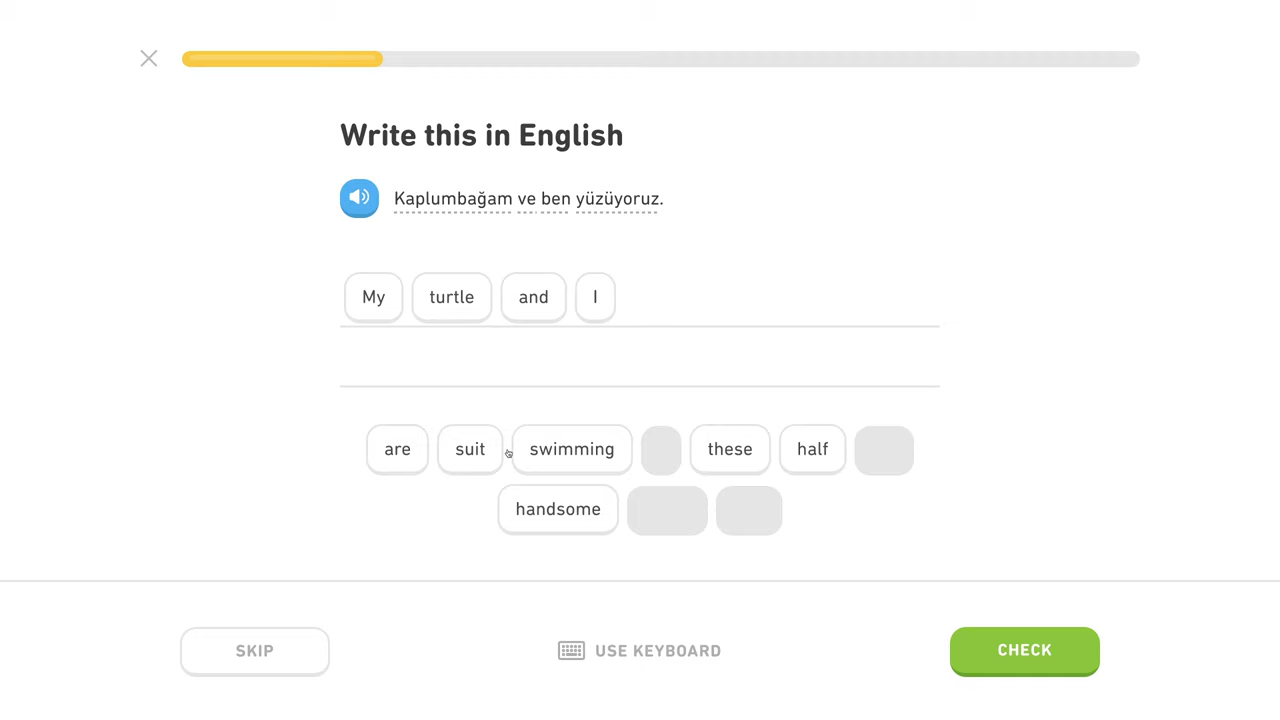 Write this in English
Kaplumbağam ve ben yüzüyoruz.
My turtle and I
are suit swimming these half
handsome
SKIP USE KEYBOARD CHECK